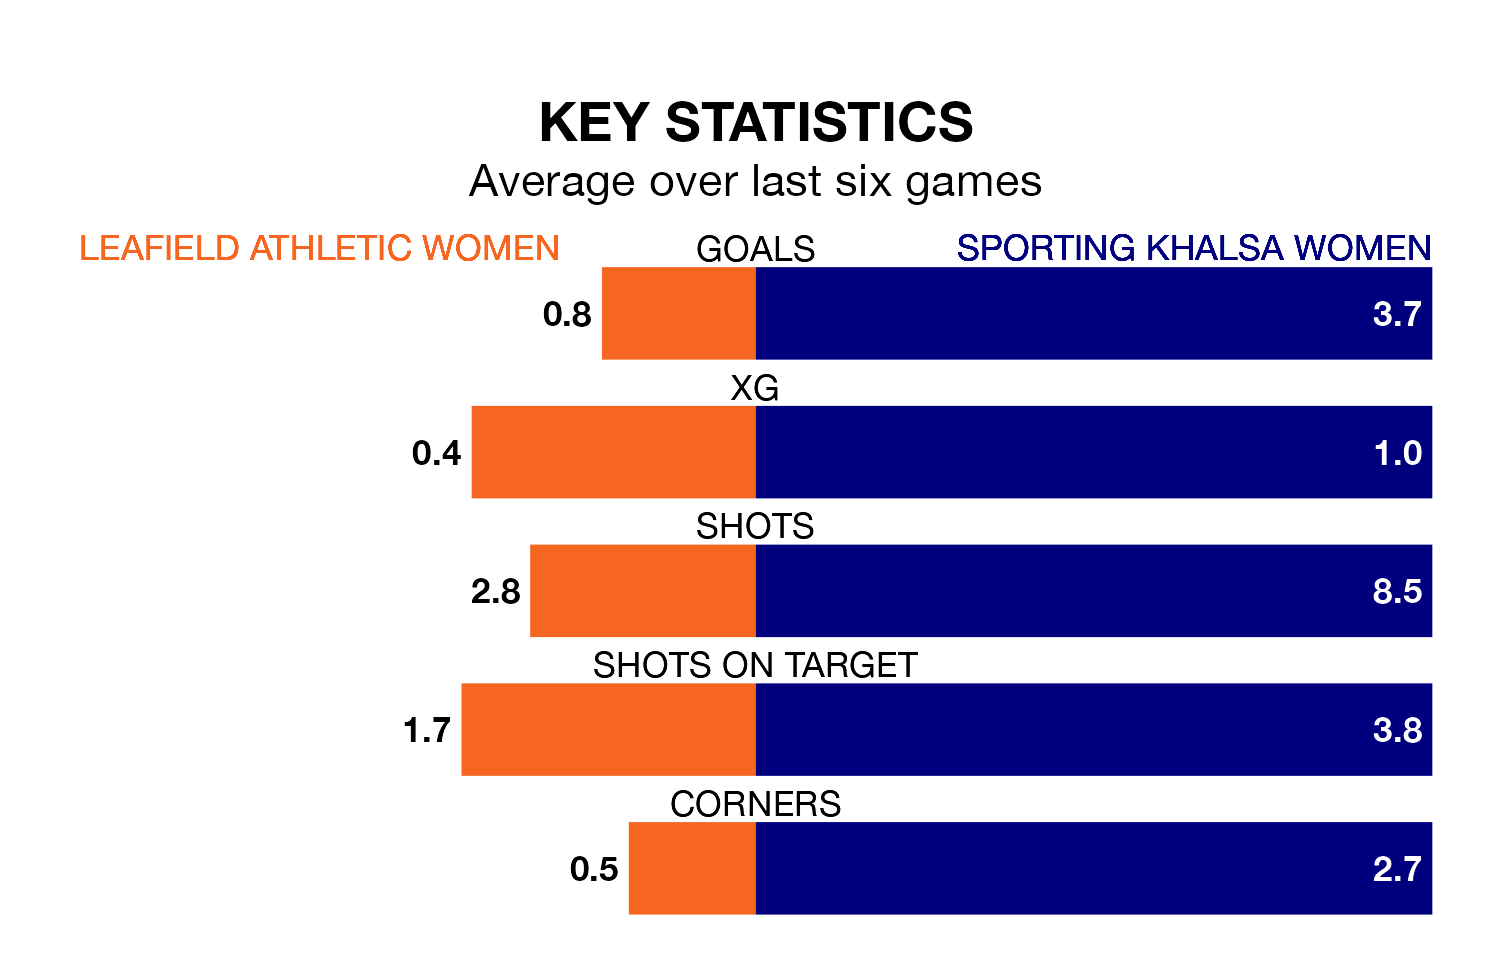 KEY STATISTICS
Average over last six games
LEAFIELD ATHLETIC WOMEN GOALS SPORTING KHALSA WOMEN
0.8 3.7
XG
0.4 1.0
SHOTS
2.8 8.5
SHOTS ON TARGET
1.7 3.8
CORNERS
0.5 2.7